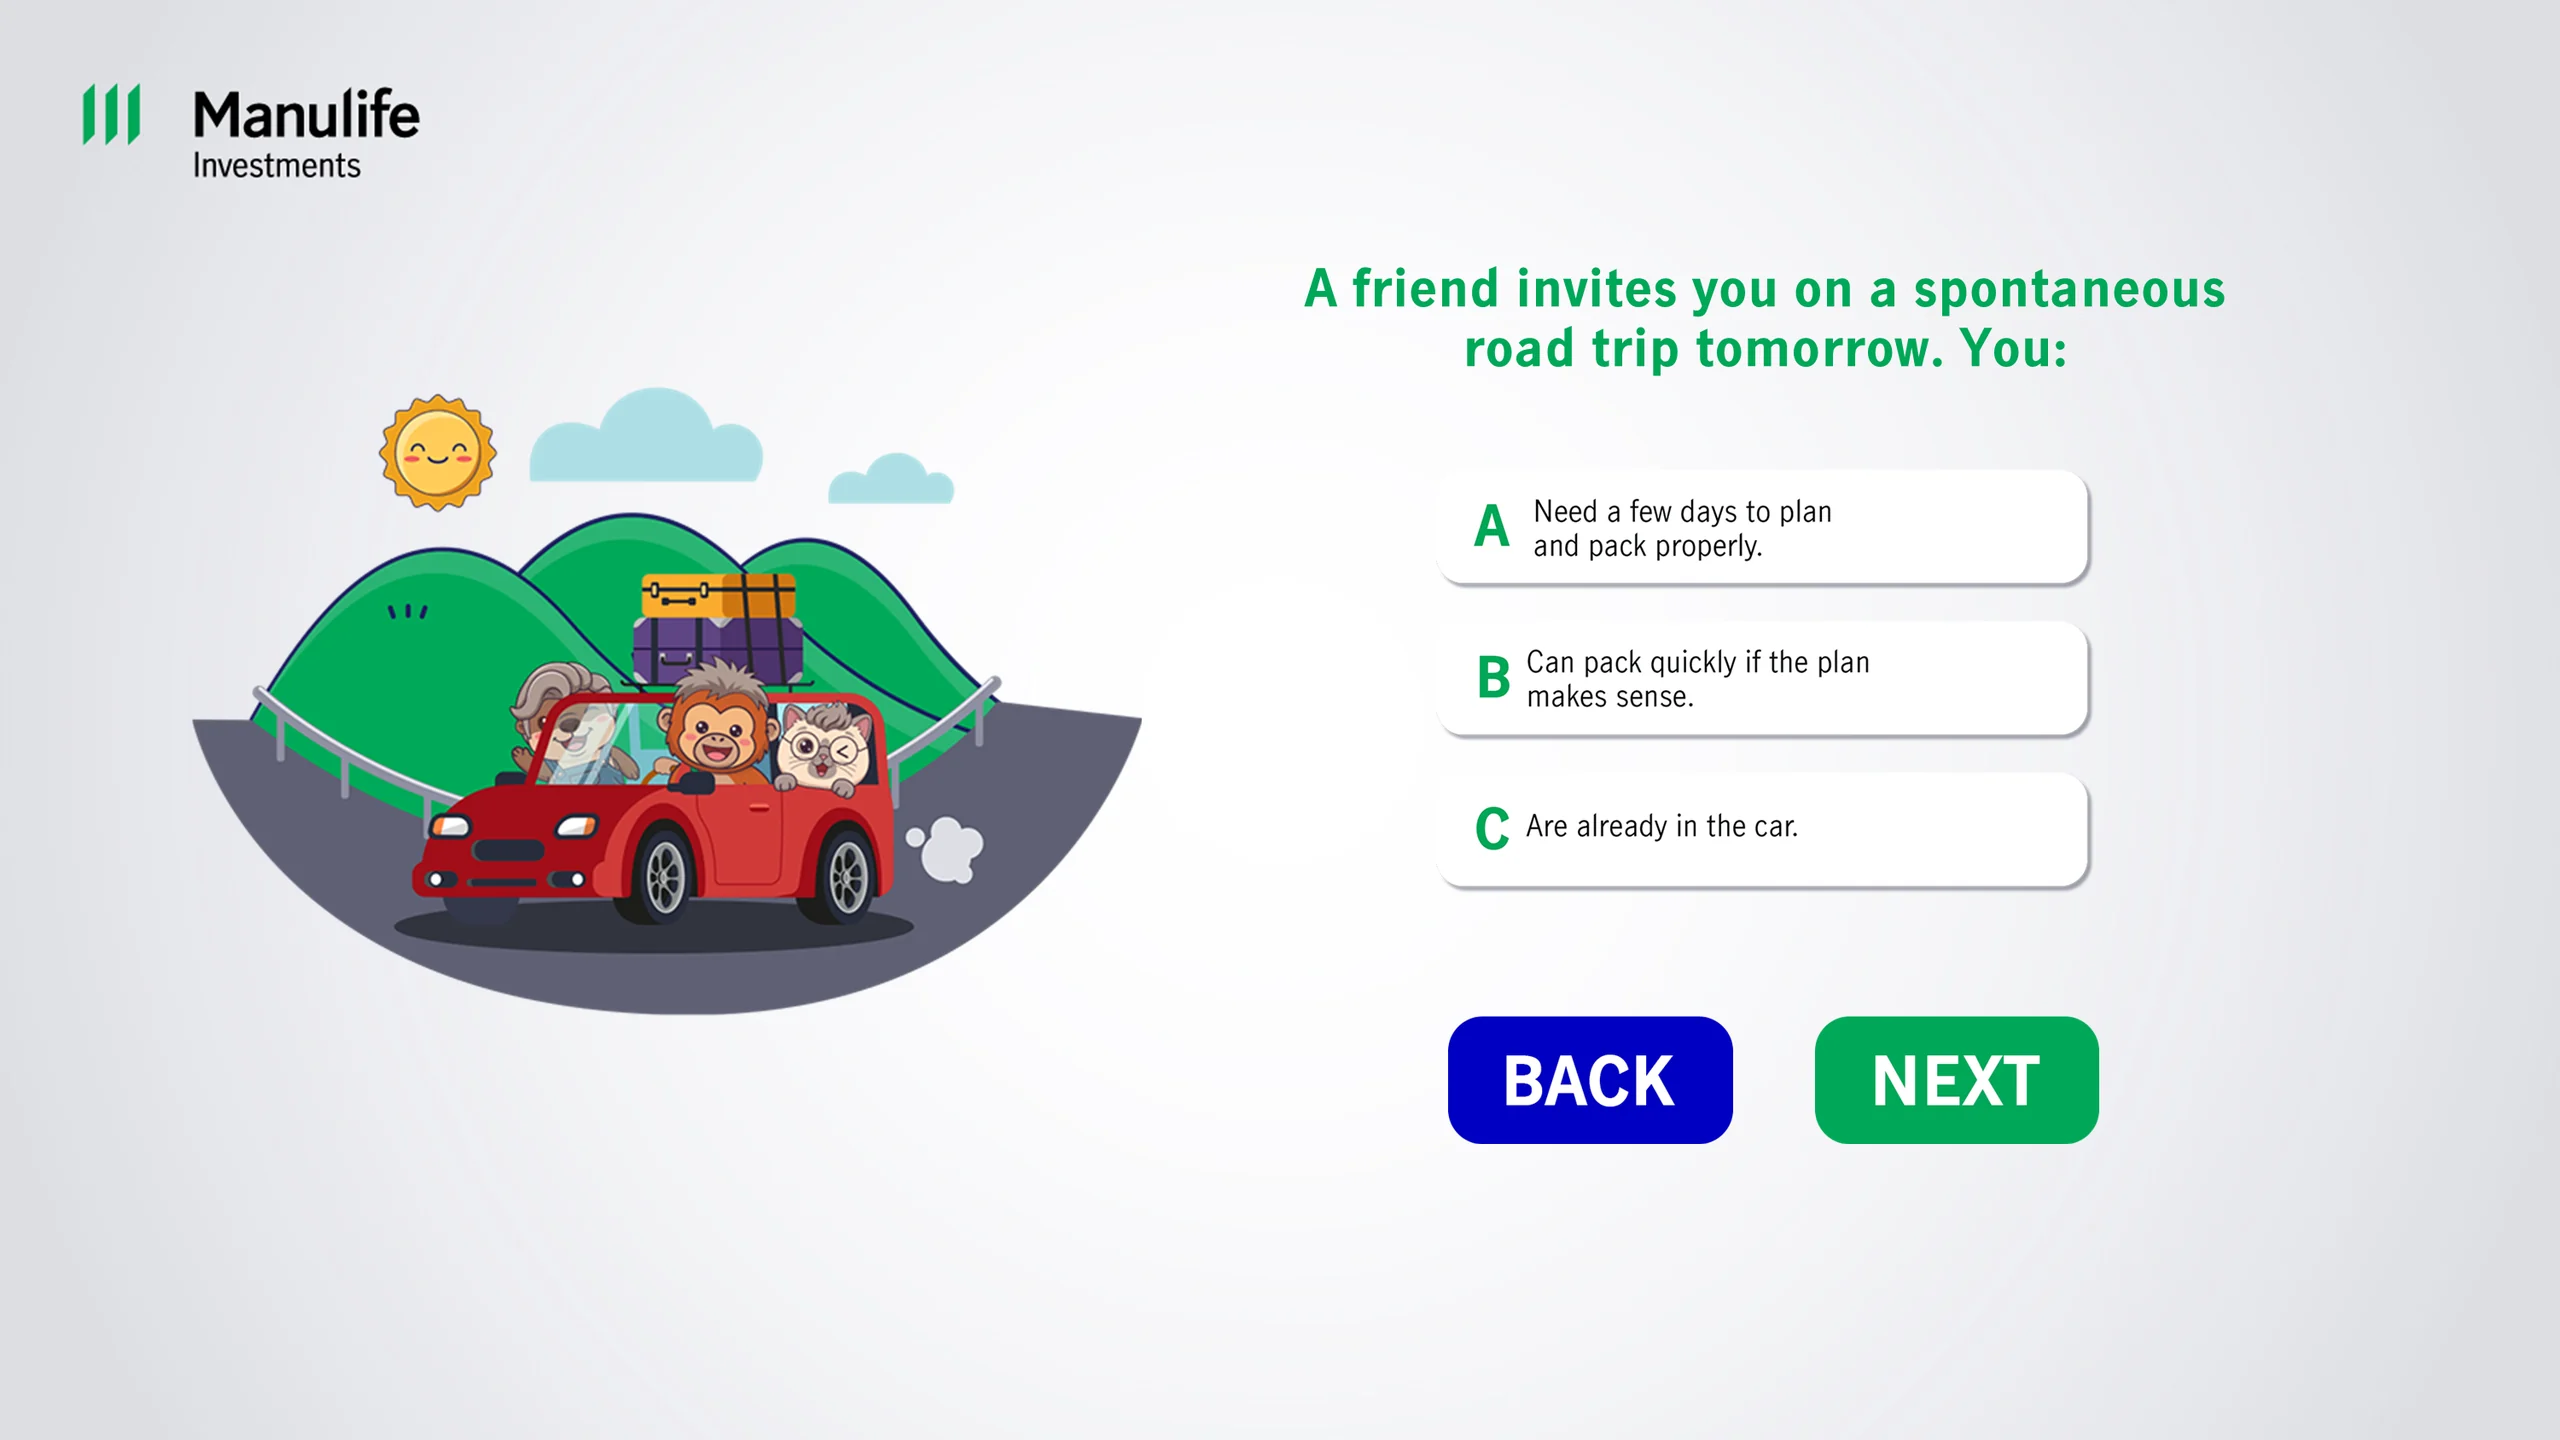 Manulife
Investments
A friend invites you on a spontaneous
road trip tomorrow. You:
A Need a few days to plan
and pack properly.
B Can pack quickly if the plan
makes sense.
C Are already in the car.
BACK NEXT